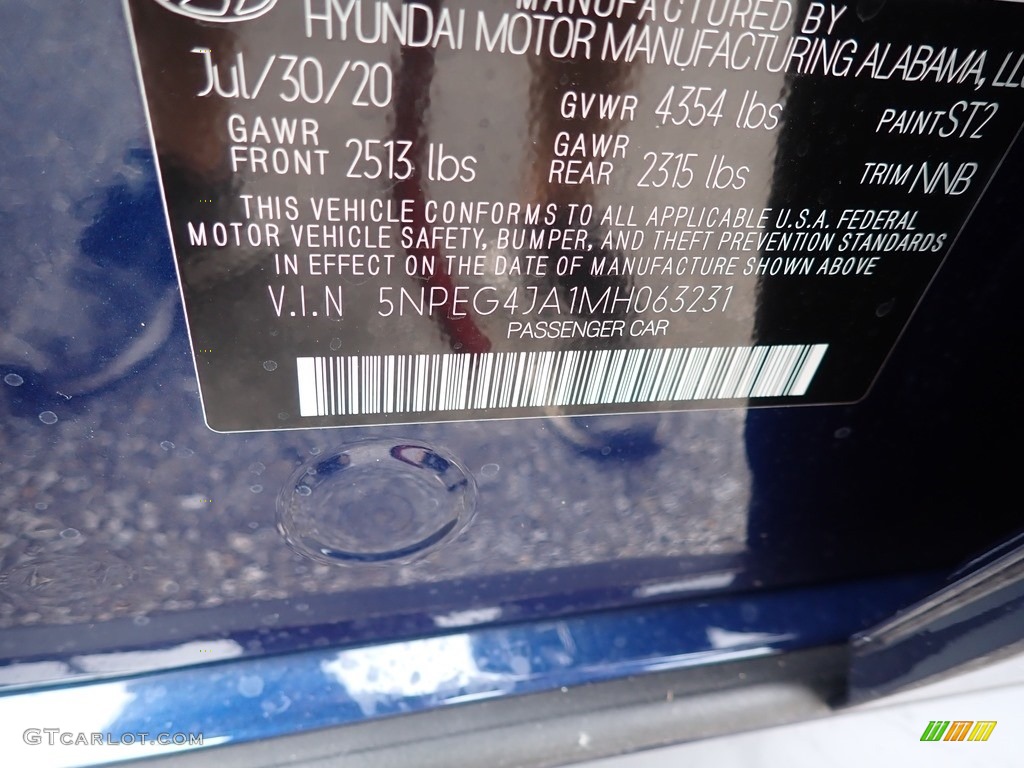 MANUFACTURED BY
HYUNDAI MOTOR MANUFACTURING ALABAMA, LLC
Jul/30/20
GVWR 4354 lbs
PAINT ST2
GAWR
FRONT 2513 lbs
GAWR
REAR 2315 lbs
TRIM NNB
THIS VEHICLE CONFORMS TO ALL APPLICABLE U.S.A. FEDERAL
MOTOR VEHICLE SAFETY, BUMPER, AND THEFT PREVENTION STANDARDS
IN EFFECT ON THE DATE OF MANUFACTURE SHOWN ABOVE
V.I.N 5NPEG4JA1MH063231
PASSENGER CAR
GTCARLOT.COM